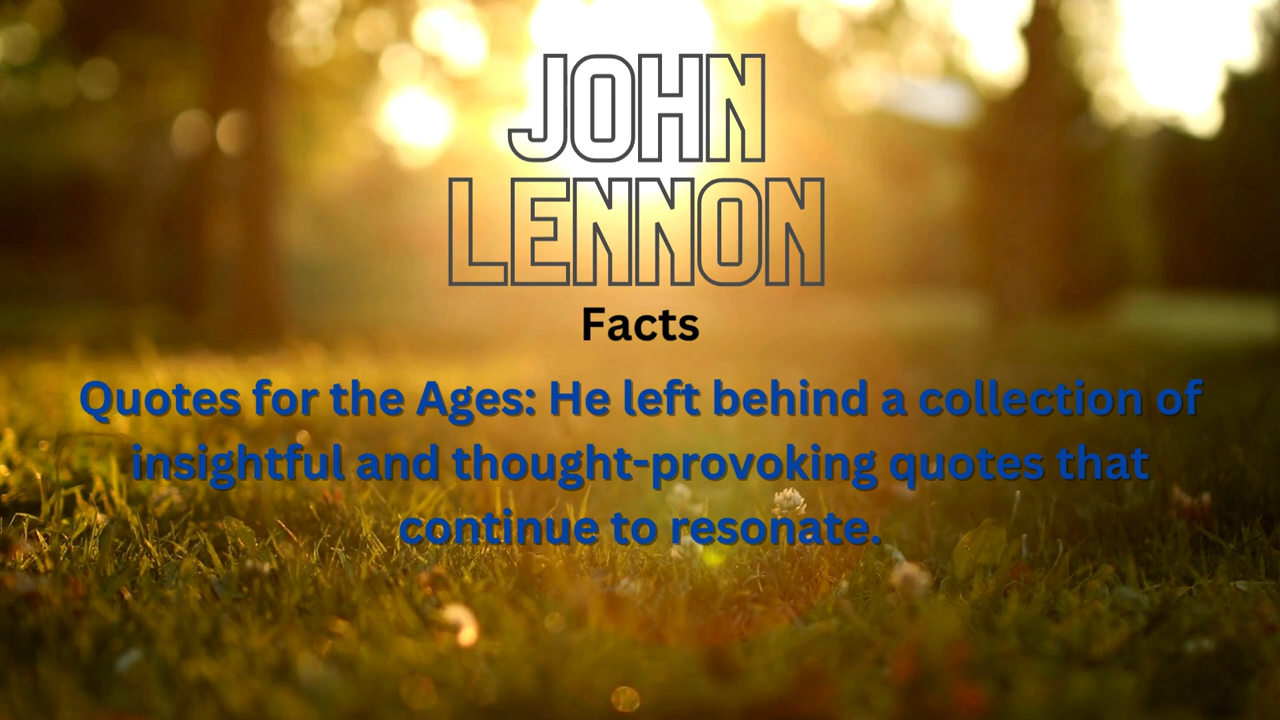 JOHN
LENNON
Facts
Quotes for the Ages: He left behind a collection of
insightful and thought-provoking quotes that
continue to resonate.